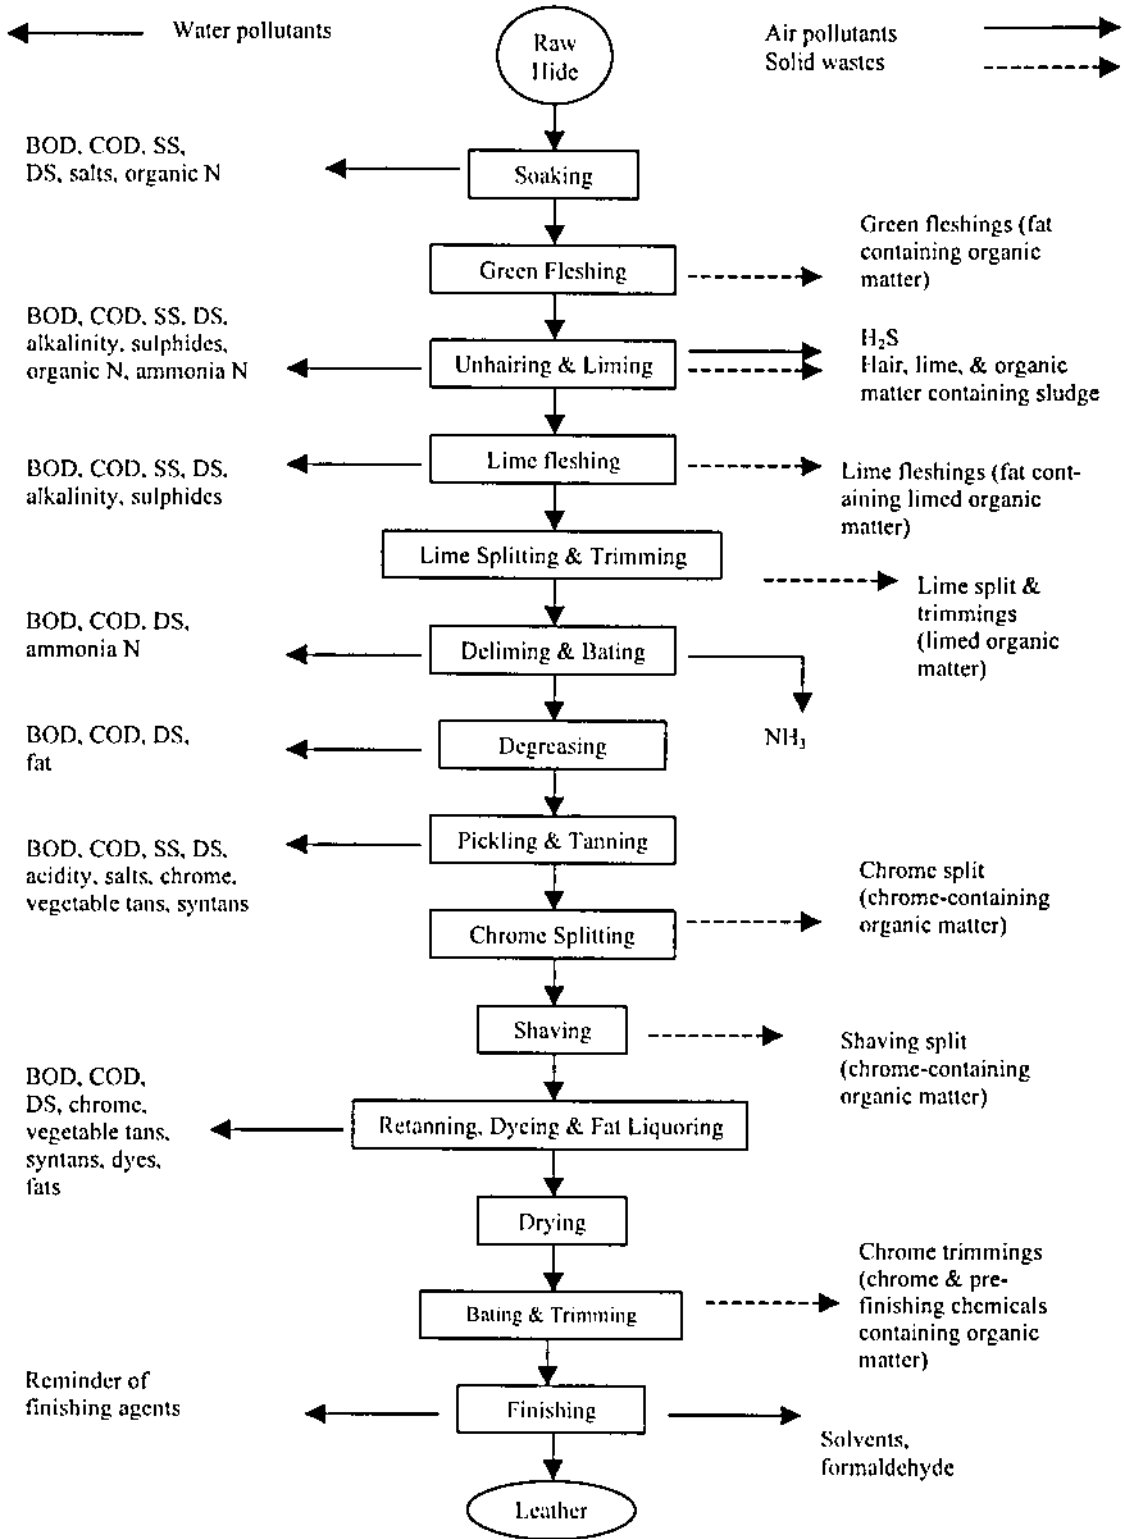 Water pollutants
Raw
Hide
Air pollutants
Solid wastes
BOD, COD, SS,
DS, salts, organic N
Soaking
Green Fleshing
Green fleshings (fat
containing organic
matter)
BOD, COD, SS, DS,
alkalinity, sulphides,
organic N, ammonia N
Unhairing & Liming
H₂S
Hair, lime, & organic
matter containing sludge
BOD, COD, SS, DS,
alkalinity, sulphides
Lime fleshing
Lime fleshings (fat cont-
aining limed organic
matter)
Lime Splitting & Trimming
Lime split &
trimmings
(limed organic
matter)
BOD, COD, DS,
ammonia N
Deliming & Bating
NH₃
BOD, COD, DS,
fat
Degreasing
BOD, COD, SS, DS,
acidity, salts, chrome,
vegetable tans, syntans
Pickling & Tanning
Chrome split
(chrome-containing
organic matter)
Chrome Splitting
Shaving
Shaving split
(chrome-containing
organic matter)
BOD, COD,
DS, chrome,
vegetable tans,
syntans, dyes,
fats
Retanning, Dyeing & Fat Liquoring
Drying
Chrome trimmings
(chrome & pre-
finishing chemicals
containing organic
matter)
Bating & Trimming
Reminder of
finishing agents
Finishing
Solvents,
formaldehyde
Leather